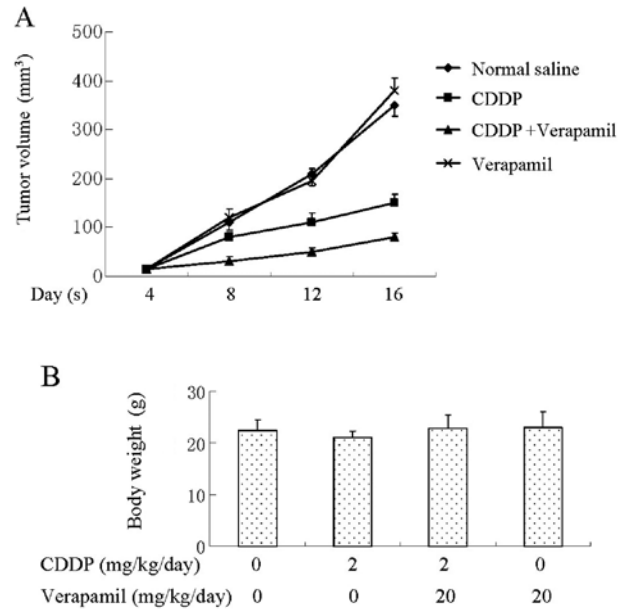 A
500
400
300
200
100
0
Tumor volume (mm³)
Day (s)
4 8 12 16
Normal saline
CDDP
CDDP +Verapamil
Verapamil
B
30
20
10
0
Body weight (g)
CDDP (mg/kg/day) 0 2 2 0
Verapamil (mg/kg/day) 0 0 20 20